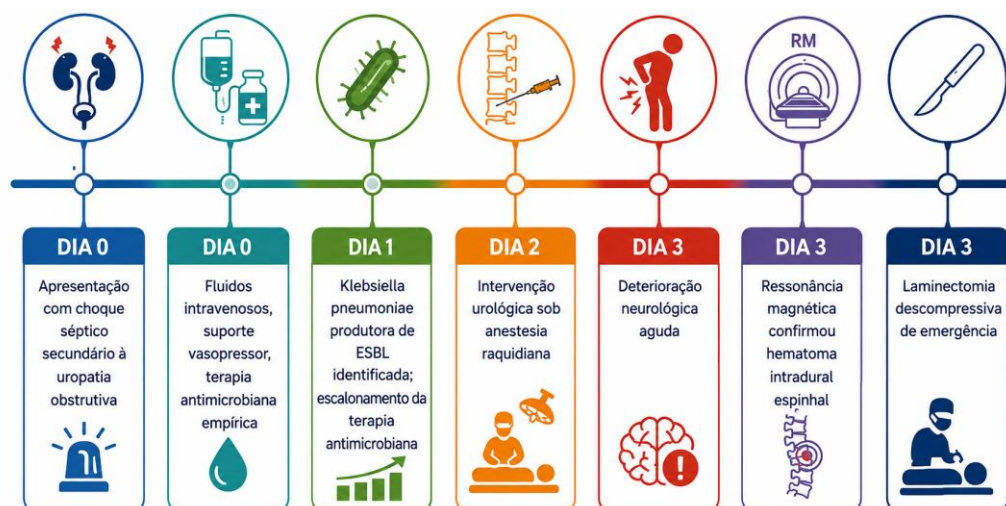 RM
DIA 0
Apresentação
com choque
séptico
secundário à
uropatia
obstrutiva
DIA 0
Fluidos
intravenosos,
suporte
vasopressor,
terapia
antimicrobiana
empírica
DIA 1
Klebsiella
pneumoniae
produtora de
ESBL
identificada;
escalonamento da
terapia
antimicrobiana
DIA 2
Intervenção
urológica sob
anestesia
raquidiana
DIA 3
Deterioração
neurológica
aguda
DIA 3
Ressonância
magnética
confirmou
hematoma
intradural
espinhal
DIA 3
Laminectomia
descompressiva
de emergência